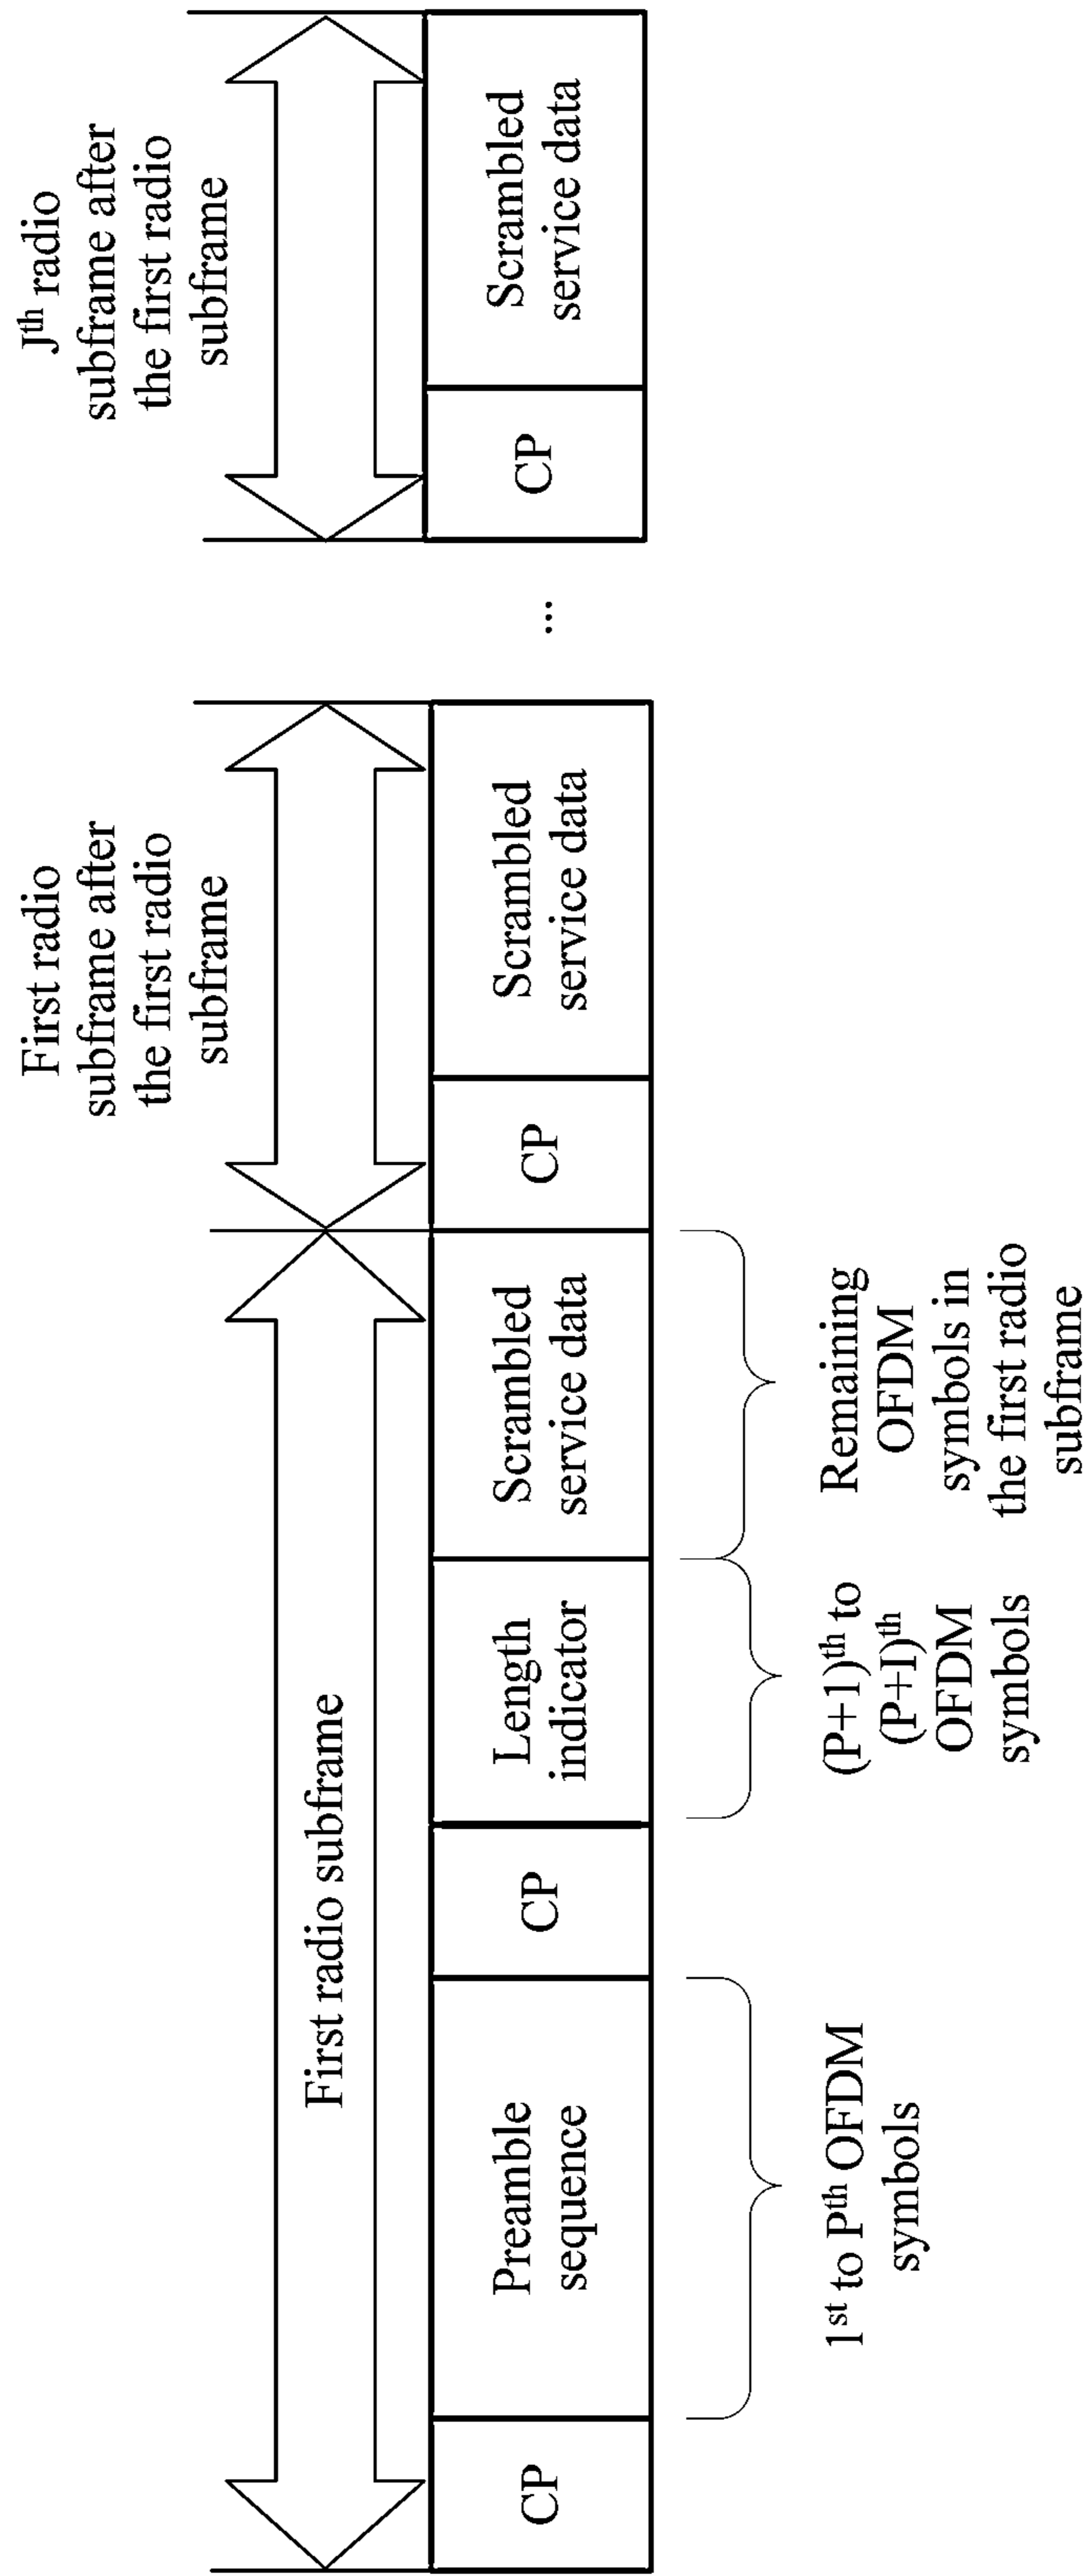 First radio subframe
First radio
subframe after
the first radio
subframe
Jth radio
subframe after
the first radio
subframe
CP
Preamble
sequence
CP
Length
indicator
Scrambled
service data
CP
Scrambled
service data
...
CP
Scrambled
service data
1st to Pth OFDM
symbols
(P+1)th to
(P+I)th
OFDM
symbols
Remaining
OFDM
symbols in
the first radio
subframe